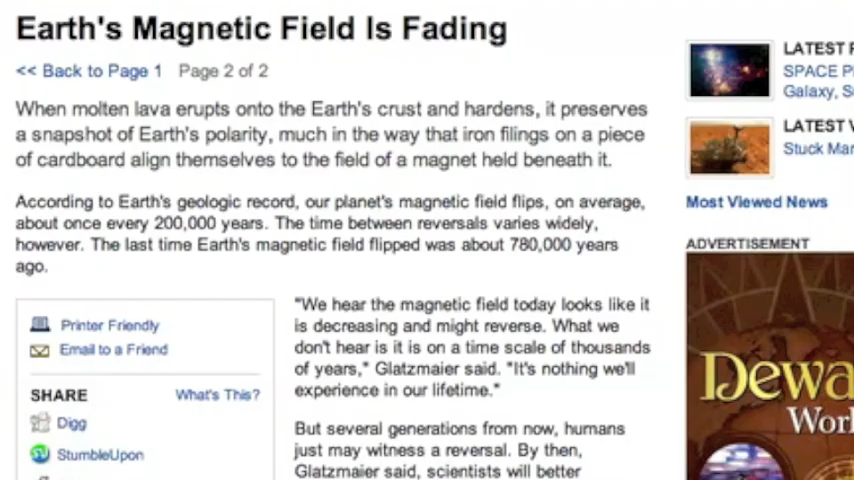 Earth's Magnetic Field Is Fading
<< Back to Page 1 Page 2 of 2
When molten lava erupts onto the Earth's crust and hardens, it preserves
a snapshot of Earth's polarity, much in the way that iron filings on a piece
of cardboard align themselves to the field of a magnet held beneath it.
According to Earth's geologic record, our planet's magnetic field flips, on average,
about once every 200,000 years. The time between reversals varies widely,
however. The last time Earth's magnetic field flipped was about 780,000 years
ago.
Printer Friendly
Email to a Friend
SHARE What's This?
Digg
StumbleUpon
"We hear the magnetic field today looks like it
is decreasing and might reverse. What we
don't hear is it is on a time scale of thousands
of years," Glatzmaier said. "It's nothing we'll
experience in our lifetime."
But several generations from now, humans
just may witness a reversal. By then,
Glatzmaier said, scientists will better
LATEST
SPACE
Galaxy,
LATEST
Stuck
Most Viewed News
ADVERTISEMENT